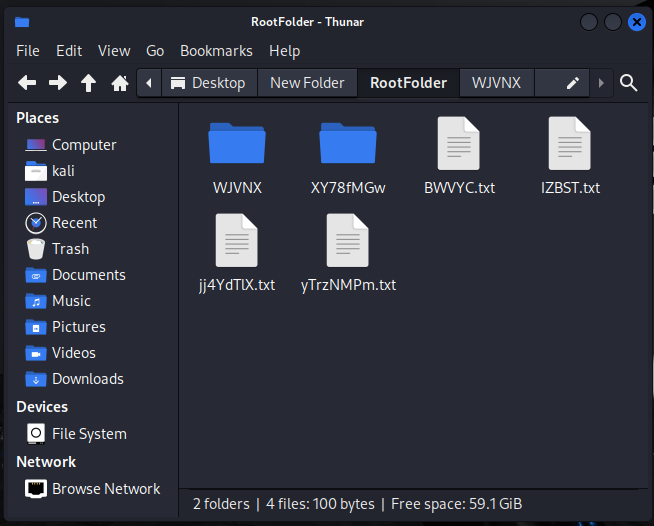 RootFolder - Thunar
File Edit View Go Bookmarks Help
Desktop New Folder RootFolder WJVNX
Places
Computer
kali
Desktop
Recent
Trash
Documents
Music
Pictures
Videos
Downloads
Devices
File System
Network
Browse Network
WJVNX XY78fMGw BWVYC.txt IZBST.txt
jj4YdTlX.txt yTrzNMPm.txt
2 folders | 4 files: 100 bytes | Free space: 59.1 GiB